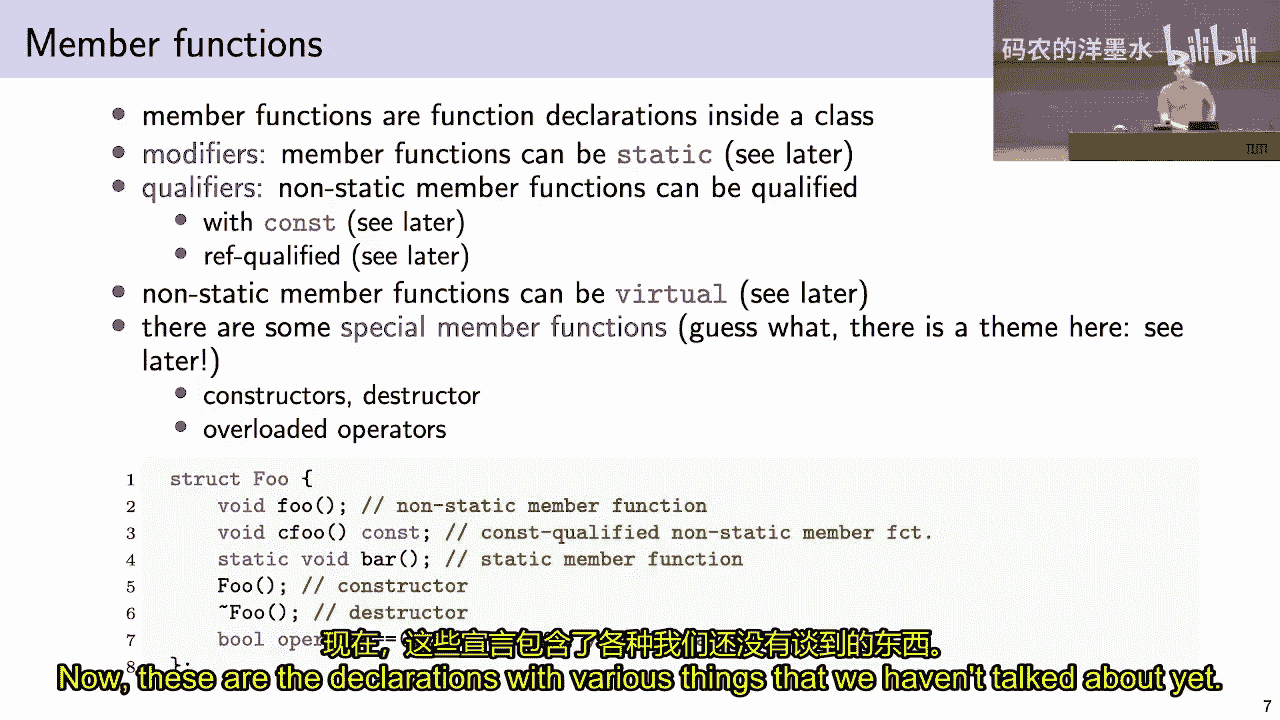 Member functions
码农的洋墨水 bilibili
• member functions are function declarations inside a class
• modifiers: member functions can be static (see later)
• qualifiers: non-static member functions can be qualified
• with const (see later)
• ref-qualified (see later)
• non-static member functions can be virtual (see later)
• there are some special member functions (guess what, there is a theme here: see
later!)
• constructors, destructor
• overloaded operators
1 struct Foo {
2 void foo(); // non-static member function
3 void cfoo() const; // const-qualified non-static member fct.
4 static void bar(); // static member function
5 Foo(); // constructor
6 ~Foo(); // destructor
7 bool oper
8 };
现在，这些宣言包含了各种我们还没有谈到的东西。
Now, these are the declarations with various things that we haven't talked about yet.
7